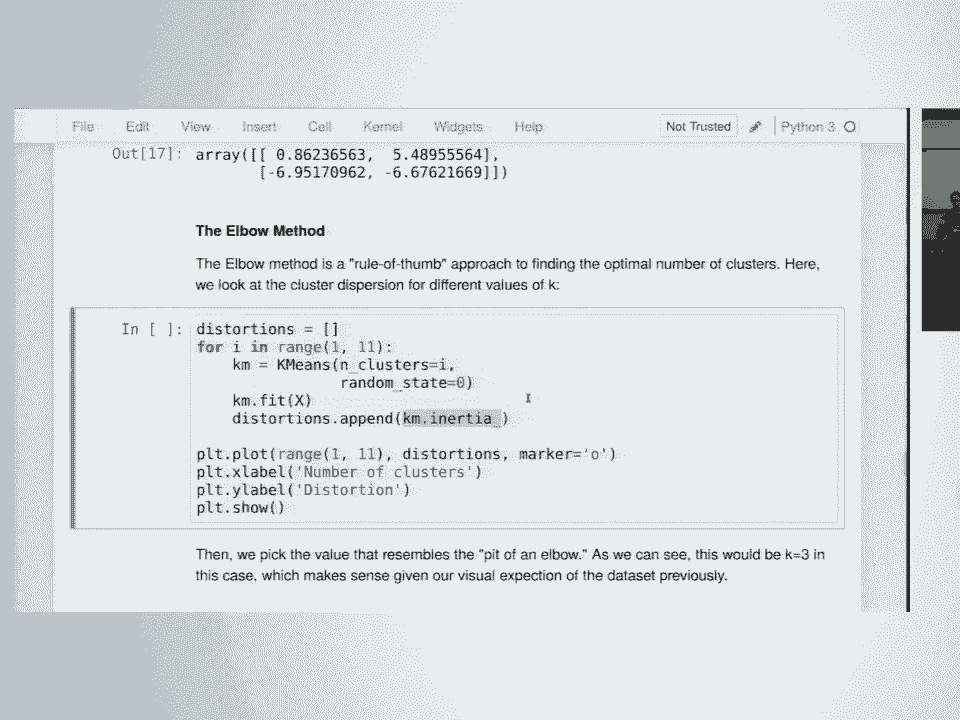 File Edit View Insert Cell Kernel Widgets Help Not Trusted Python 3
Out[17]: array([[ 0.86236563, 5.48955564],
[-6.95170962, -6.67621669]])
The Elbow Method
The Elbow method is a "rule-of-thumb" approach to finding the optimal number of clusters. Here,
we look at the cluster dispersion for different values of k:
In [ ]: distortions = []
for i in range(1, 11):
km = KMeans(n_clusters=i,
random_state=0)
km.fit(X)
distortions.append(km.inertia_)
plt.plot(range(1, 11), distortions, marker='o')
plt.xlabel('Number of clusters')
plt.ylabel('Distortion')
plt.show()
Then, we pick the value that resembles the "pit of an elbow." As we can see, this would be k=3 in
this case, which makes sense given our visual expection of the dataset previously.